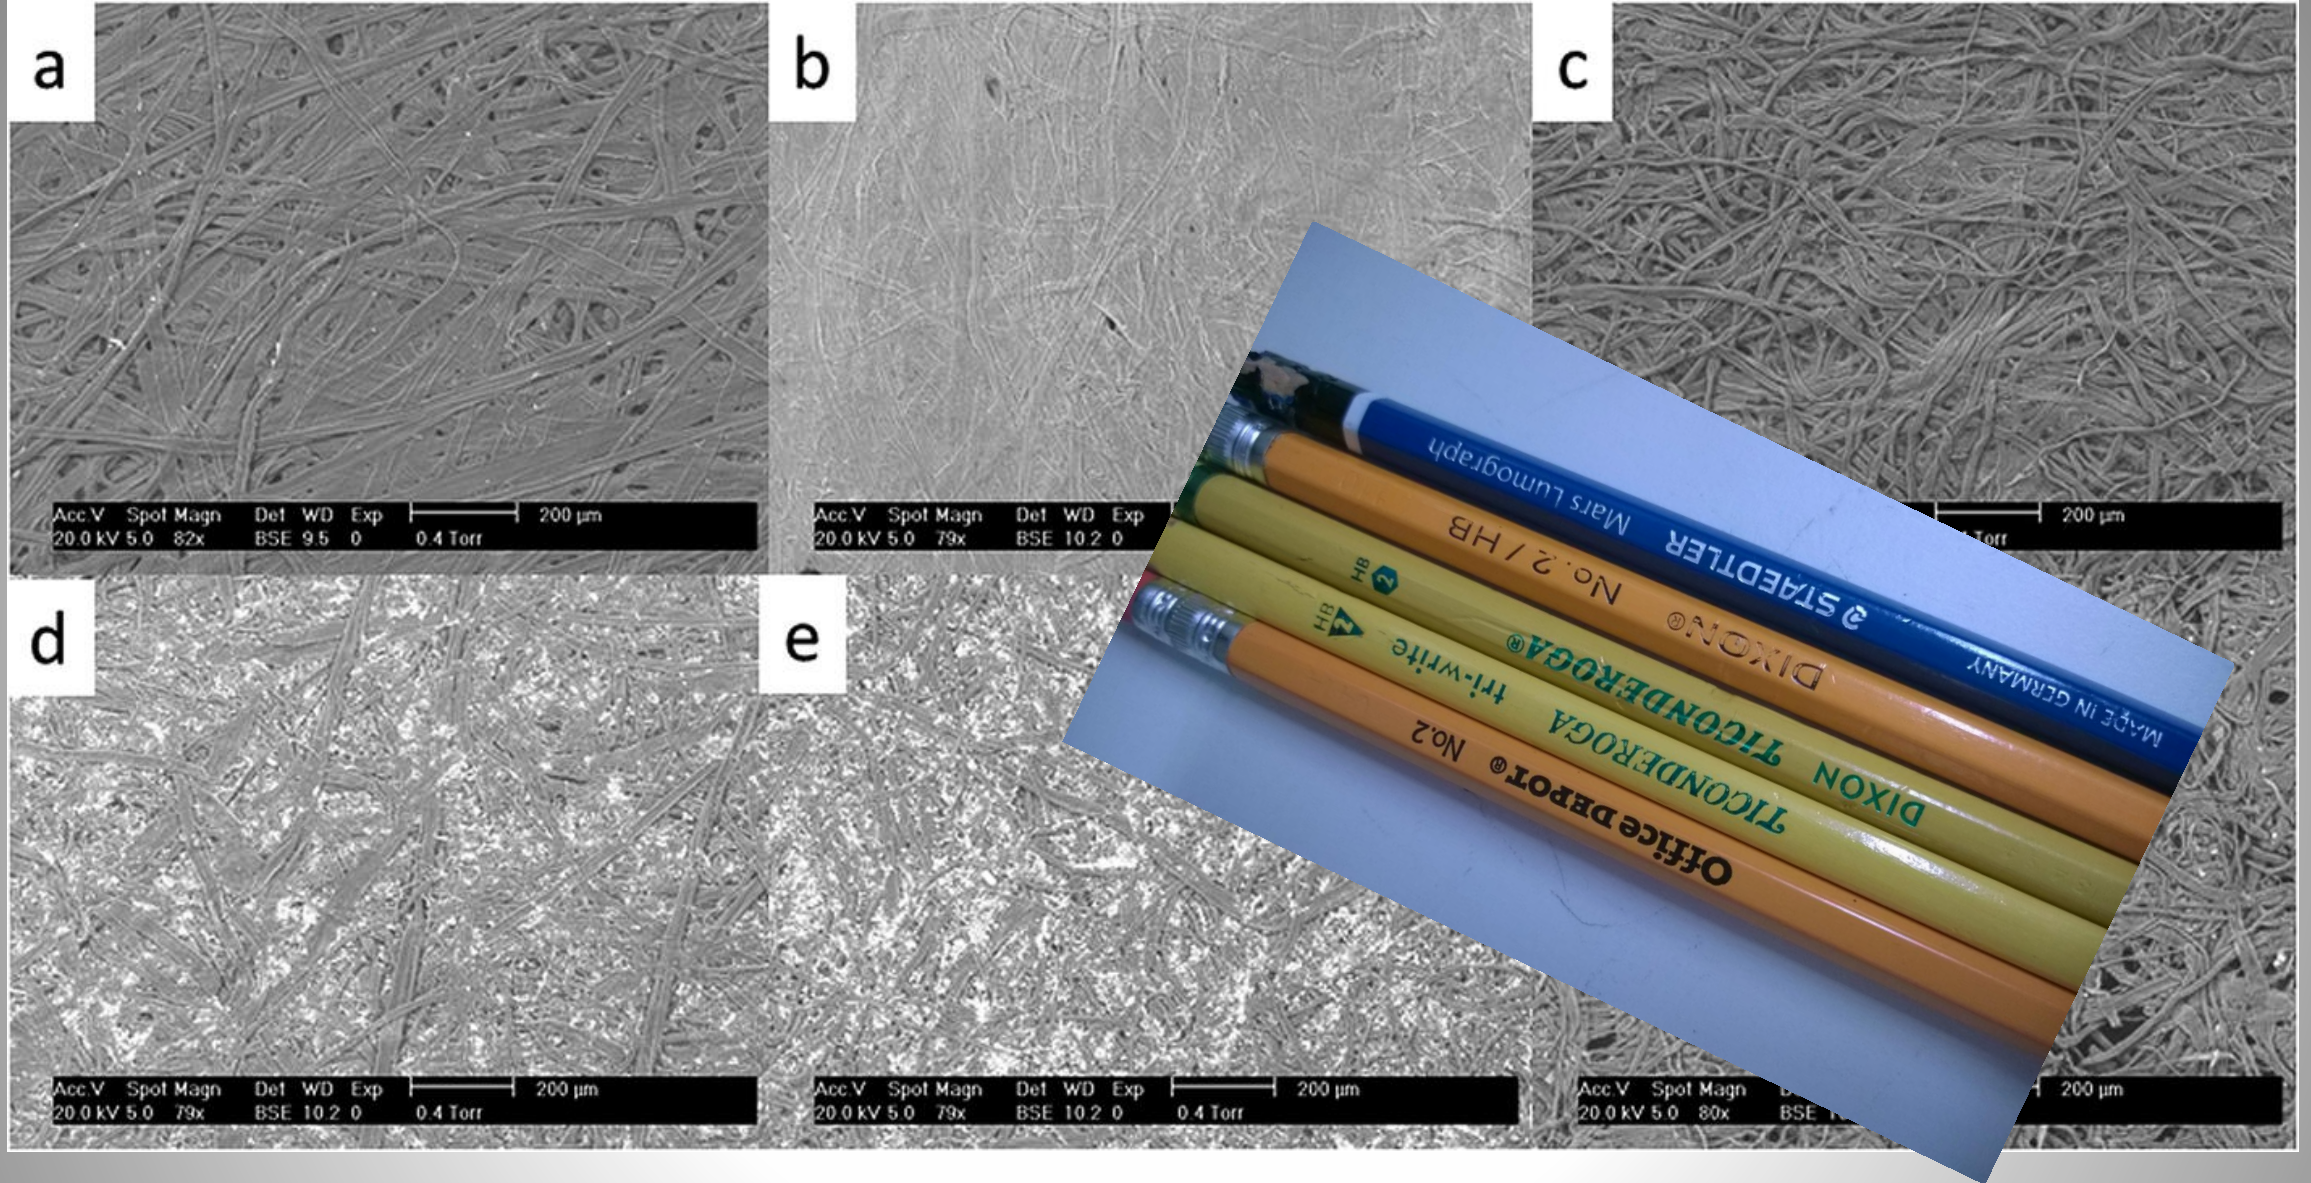 a
b
c
Acc.V Spot Magn Det WD Exp 200 µm
20.0 kV 5.0 82x BSE 9.5 0 0.4 Torr
Acc.V Spot Magn Det WD Exp
20.0 kV 5.0 79x BSE 10.2 0
200 µm
Torr
MADE IN GERMANY STAEDTLER Mars Lumograph
DIXON® No.2 / HB
DIXON TICONDEROGA® 2 HB
TICONDEROGA tri-write 2 HB
Office DEPOT® No.2
d
e
Acc.V Spot Magn Det WD Exp 200 µm
20.0 kV 5.0 79x BSE 10.2 0 0.4 Torr
Acc.V Spot Magn Det WD Exp 200 µm
20.0 kV 5.0 79x BSE 10.2 0 0.4 Torr
Acc.V Spot Magn 200 µm
20.0 kV 5.0 80x BSE